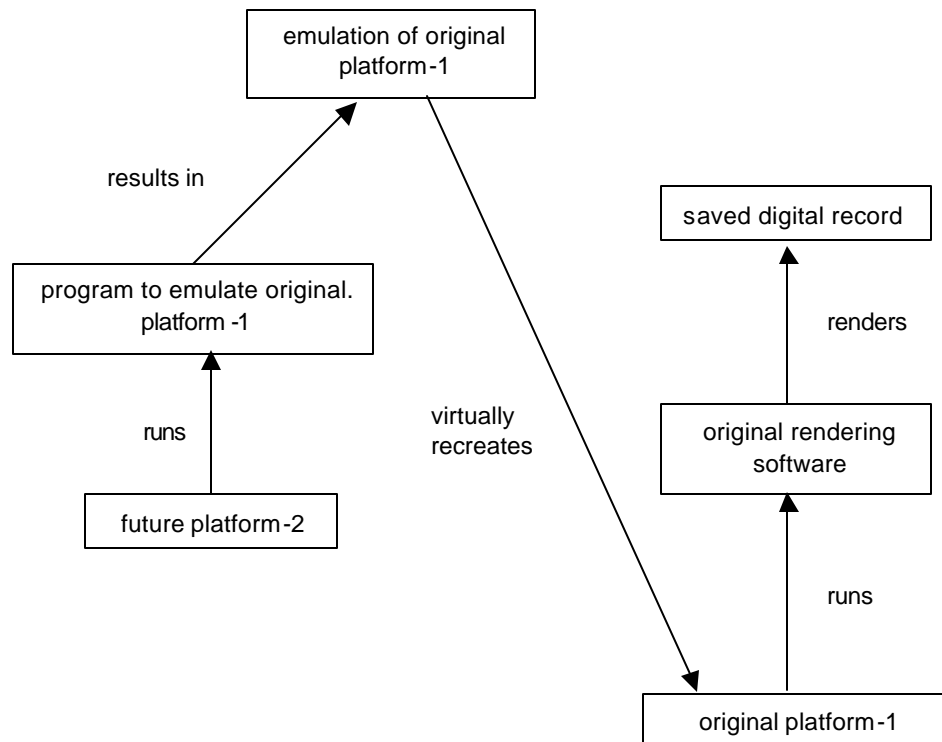 emulation of original
platform-1
results in
saved digital record
program to emulate original.
platform -1
renders
runs
virtually
recreates
original rendering
software
future platform-2
runs
original platform-1